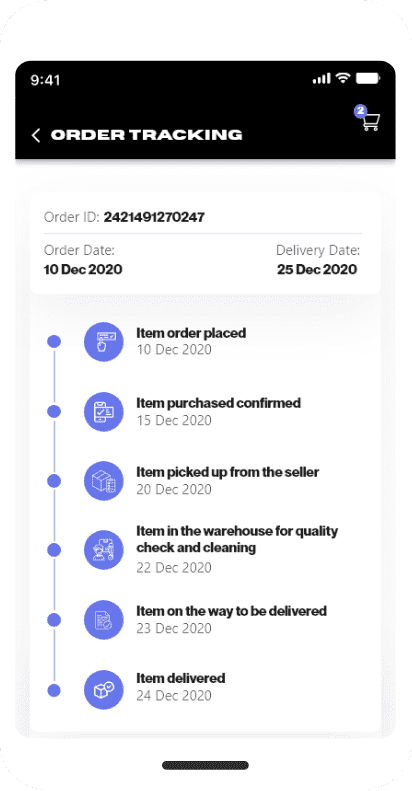 9:41
2
ORDER TRACKING
Order ID: 2421491270247
Order Date: Delivery Date:
10 Dec 2020 25 Dec 2020
Item order placed
10 Dec 2020
Item purchased confirmed
15 Dec 2020
Item picked up from the seller
20 Dec 2020
Item in the warehouse for quality
check and cleaning
22 Dec 2020
Item on the way to be delivered
23 Dec 2020
Item delivered
24 Dec 2020